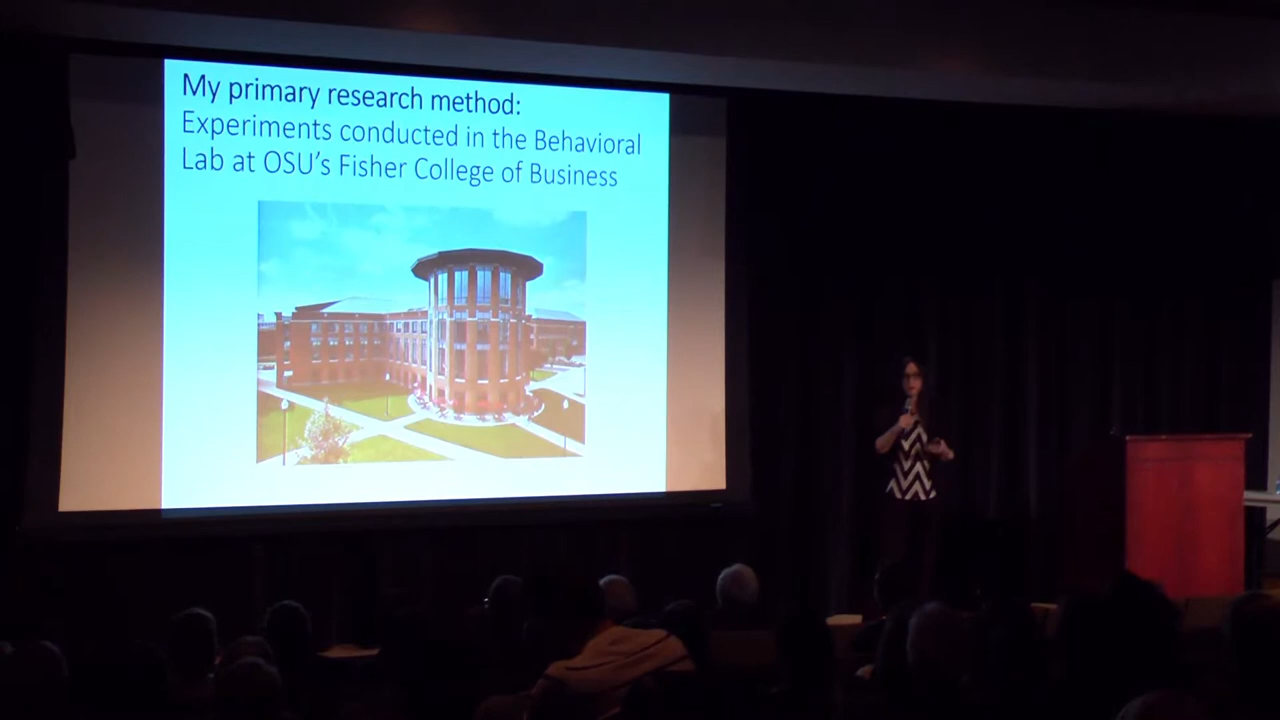 My primary research method:
Experiments conducted in the Behavioral
Lab at OSU's Fisher College of Business